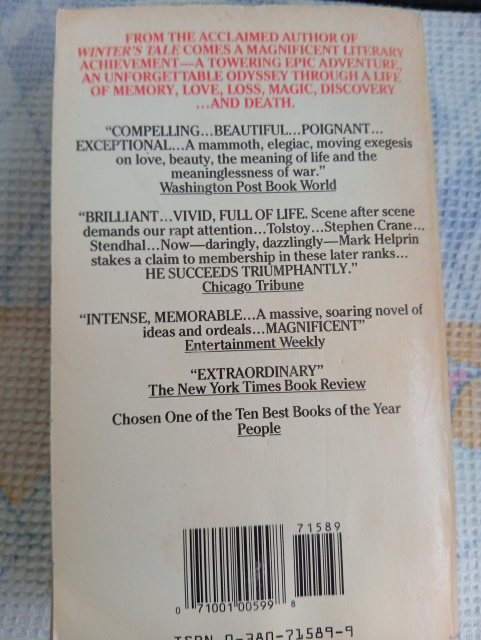 FROM THE ACCLAIMED AUTHOR OF
WINTER'S TALE COMES A MAGNIFICENT LITERARY
ACHIEVEMENT—A TOWERING EPIC ADVENTURE,
AN UNFORGETTABLE ODYSSEY THROUGH A LIFE
OF MEMORY, LOVE, LOSS, MAGIC, DISCOVERY
...AND DEATH.
"COMPELLING...BEAUTIFUL...POIGNANT...
EXCEPTIONAL...A mammoth, elegiac, moving exegesis
on love, beauty, the meaning of life and the
meaninglessness of war."
Washington Post Book World
"BRILLIANT...VIVID, FULL OF LIFE. Scene after scene
demands our rapt attention...Tolstoy...Stephen Crane...
Stendhal...Now—daringly, dazzlingly—Mark Helprin
stakes a claim to membership in these later ranks...
HE SUCCEEDS TRIUMPHANTLY."
Chicago Tribune
"INTENSE, MEMORABLE...A massive, soaring novel of
ideas and ordeals...MAGNIFICENT"
Entertainment Weekly
"EXTRAORDINARY"
The New York Times Book Review
Chosen One of the Ten Best Books of the Year
People
71589
0 71001 00599 8
ISBN 0-380-71589-9